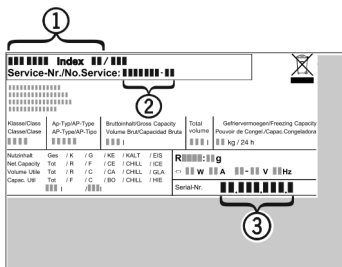 1
Index /
Service-Nr./No.Service: -
2
Klasse/Class Ap-Typ/AP-Type Bruttoinhalt/Gross Capacity Total Gefriervermoegen/Freezing Capacity
Classe/Clase AP-Type/AP-Tipo Volume Brut/Capacidad Bruta volume Pouvoir de Congel./Capac.Congeladora
l l kg / 24 h
Nutzinhalt Ges / K / G / KE / KALT / EIS
Net.Capacity Tot / R / F / CE / CHILL / ICE
Volume Utile Tot / R / C / CA / CHILL / GLA
Capac. Util Tot / F / C / BO / CHILL / HIE
l / l
R : g
W A - V Hz
Serial-Nr. . . .
3